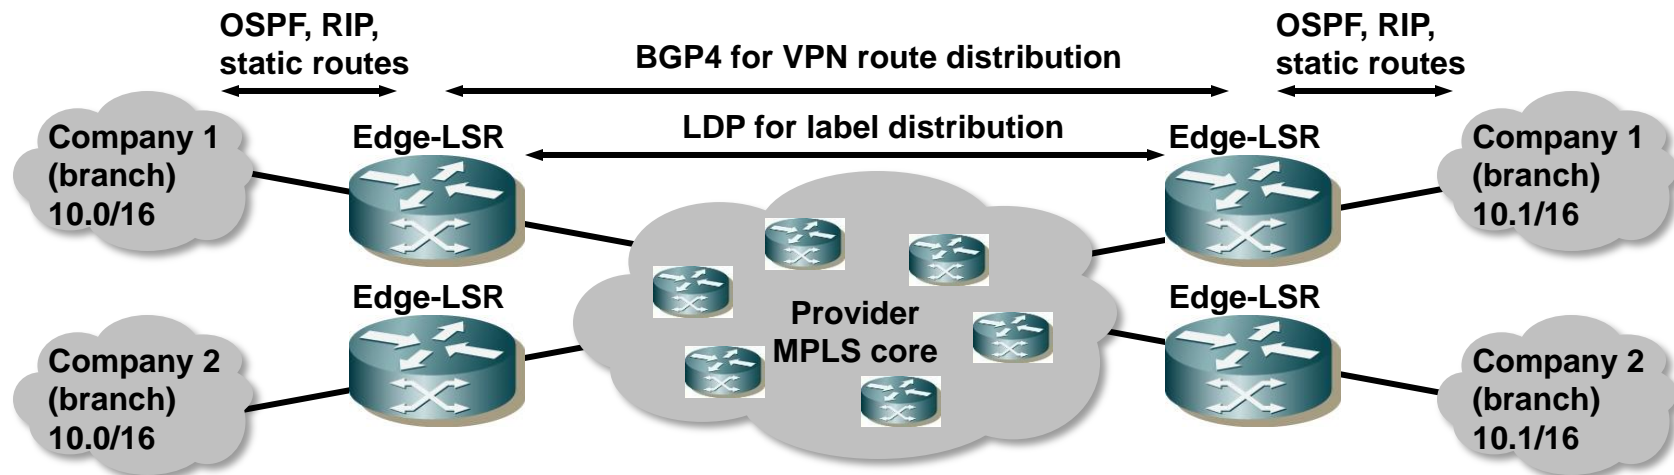 OSPF, RIP,
static routes
BGP4 for VPN route distribution
OSPF, RIP,
static routes
LDP for label distribution
Company 1
(branch)
10.0/16
Edge-LSR
Edge-LSR
Company 1
(branch)
10.1/16
Edge-LSR
Edge-LSR
Provider
MPLS core
Company 2
(branch)
10.0/16
Company 2
(branch)
10.1/16